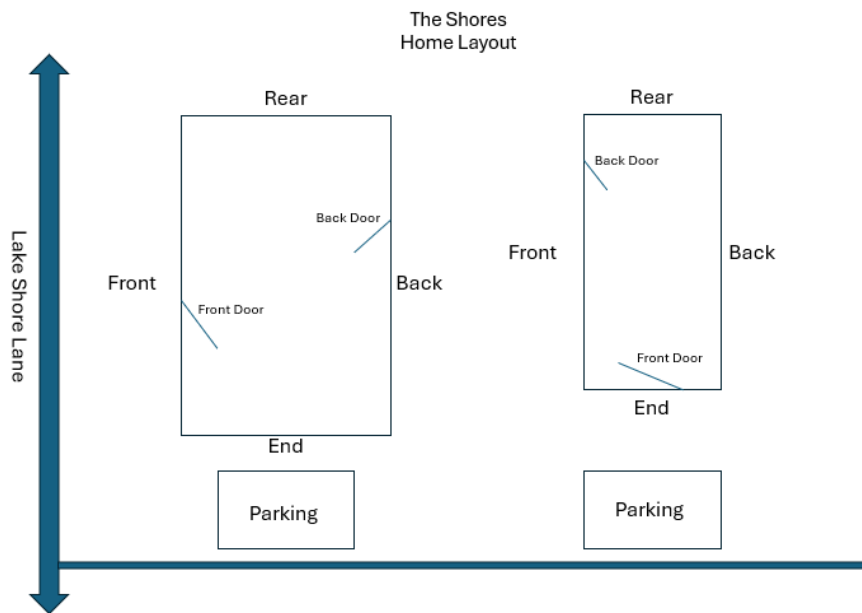 The Shores
Home Layout
Rear
Rear
Back Door
Back Door
Front
Front
Back
Back
Front Door
Lake Shore Lane
Front Door
End
End
Parking
Parking